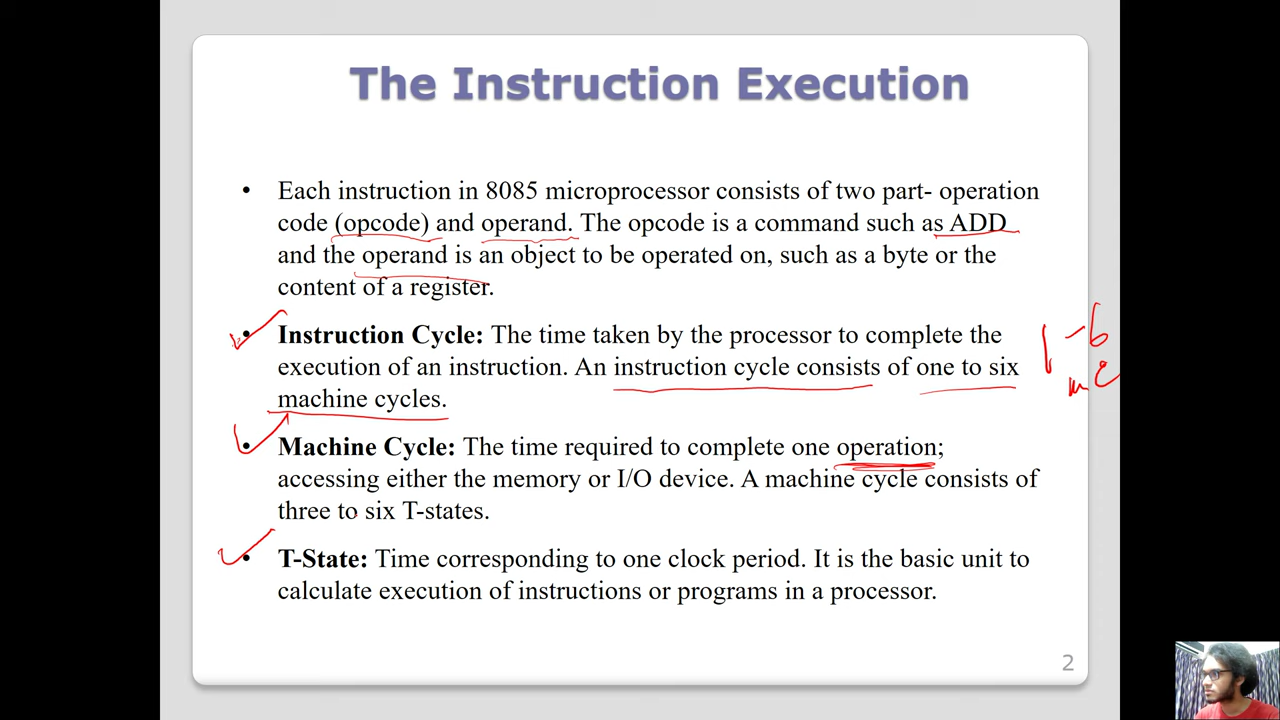 The Instruction Execution
• Each instruction in 8085 microprocessor consists of two part- operation
code (opcode) and operand. The opcode is a command such as ADD
and the operand is an object to be operated on, such as a byte or the
content of a register.
• Instruction Cycle: The time taken by the processor to complete the
execution of an instruction. An instruction cycle consists of one to six
machine cycles.
1-6
mc
• Machine Cycle: The time required to complete one operation;
accessing either the memory or I/O device. A machine cycle consists of
three to six T-states.
• T-State: Time corresponding to one clock period. It is the basic unit to
calculate execution of instructions or programs in a processor.
2